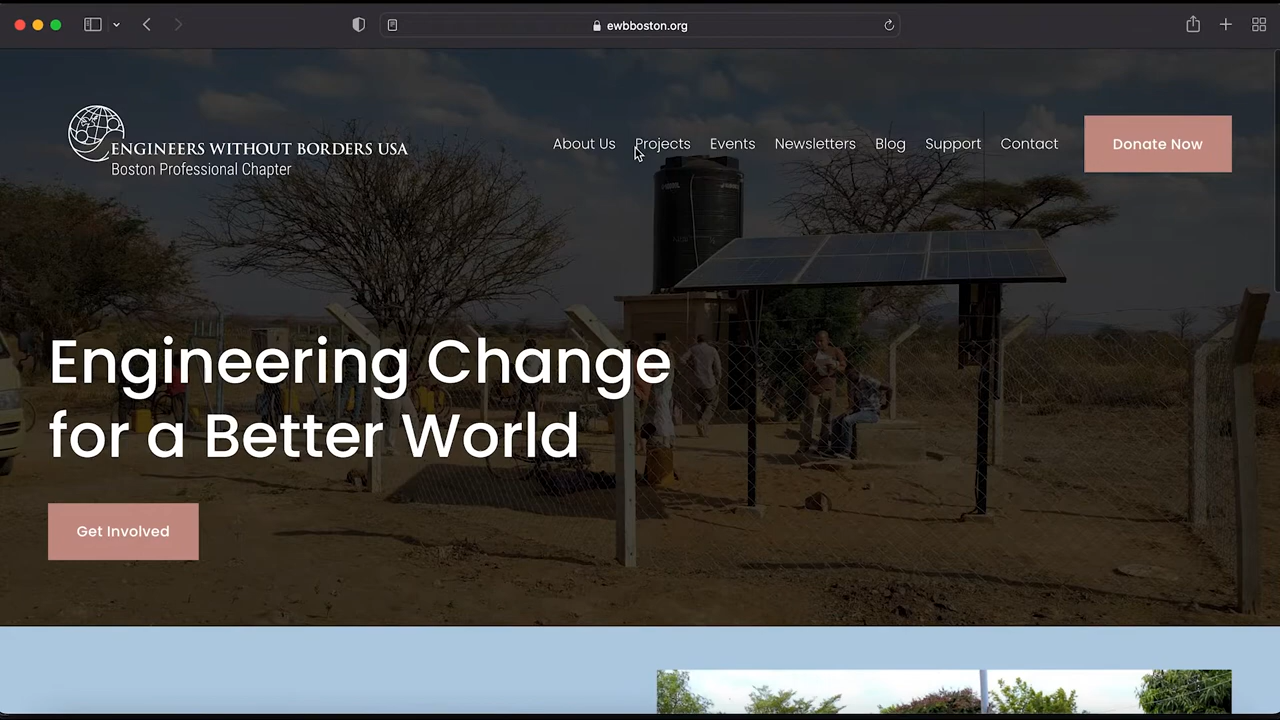 ewbboston.org
ENGINEERS WITHOUT BORDERS USA
Boston Professional Chapter
About Us Projects Events Newsletters Blog Support Contact Donate Now
Engineering Change
for a Better World
Get Involved